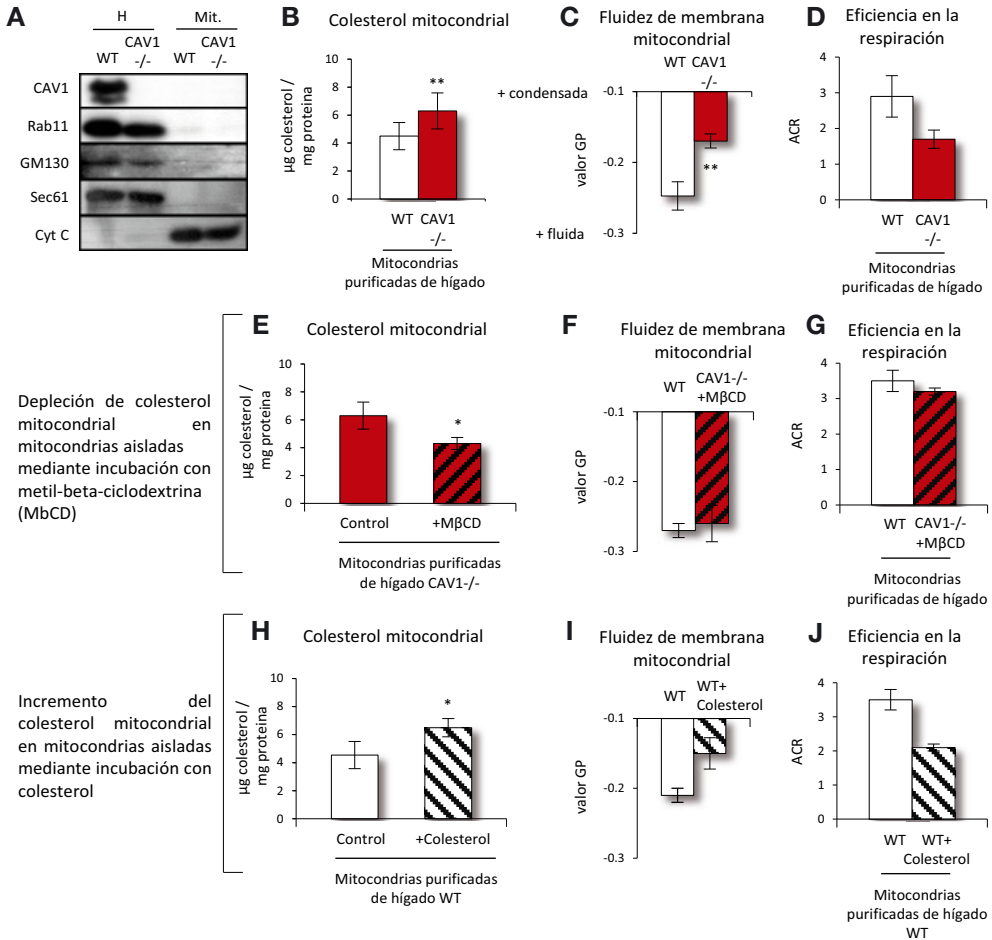 A
H
Mit.
WT
CAV1
-/-
WT
CAV1
-/-
CAV1
Rab11
GM130
Sec61
Cyt C
B
Colesterol mitocondrial
µg colesterol /
mg proteina
10
8
6
4
2
0
**
WT
CAV1
-/-
Mitocondrias
purificadas de hígado
C
Fluidez de membrana
mitocondrial
WT
CAV1
-/-
+ condensada
+ fluida
valor GP
-0.1
-0.2
-0.3
**
D
Eficiencia en la
respiración
ACR
4
3
2
1
0
WT
CAV1
-/-
Mitocondrias
purificadas de hígado
Depleción de colesterol
mitocondrial en
mitocondrias aisladas
mediante incubación con
metil-beta-ciclodextrina
(MbCD)
E
Colesterol mitocondrial
µg colesterol /
mg proteina
10
8
6
4
2
0
*
Control
+MβCD
Mitocondrias purificadas
de hígado CAV1-/-
F
Fluidez de membrana
mitocondrial
WT
CAV1-/-
+MβCD
valor GP
-0.1
-0.2
-0.3
G
Eficiencia en la
respiración
ACR
4
3
2
1
0
WT
CAV1-/-
+MβCD
Mitocondrias
purificadas de hígado
Incremento del
colesterol mitocondrial
en mitocondrias aisladas
mediante incubación con
colesterol
H
Colesterol mitocondrial
µg colesterol /
mg proteina
10
8
6
4
2
0
*
Control
+Colesterol
Mitocondrias purificadas
de hígado WT
I
Fluidez de membrana
mitocondrial
WT
WT+
Colesterol
valor GP
-0.1
-0.2
-0.3
J
Eficiencia en la
respiración
ACR
4
3
2
1
0
WT
WT+
Colesterol
Mitocondrias
purificadas de hígado
WT